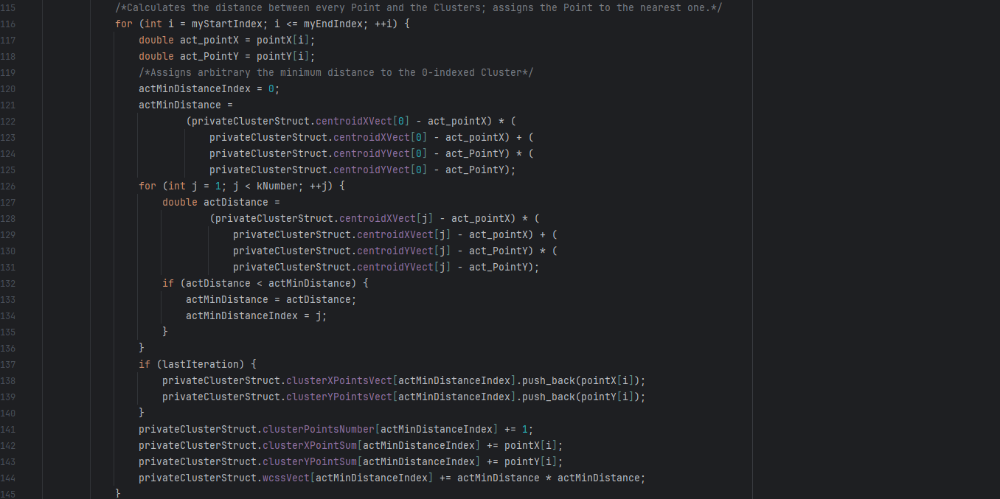 115 /*Calculates the distance between every Point and the Clusters; assigns the Point to the nearest one.*/
116 for (int i = myStartIndex; i <= myEndIndex; ++i) {
117 double act_pointX = pointX[i];
118 double act_PointY = pointY[i];
119 /*Assigns arbitrary the minimum distance to the 0-indexed Cluster*/
120 actMinDistanceIndex = 0;
121 actMinDistance =
122 (privateClusterStruct.centroidXVect[0] - act_pointX) * (
123 privateClusterStruct.centroidXVect[0] - act_pointX) + (
124 privateClusterStruct.centroidYVect[0] - act_PointY) * (
125 privateClusterStruct.centroidYVect[0] - act_PointY);
126 for (int j = 1; j < kNumber; ++j) {
127 double actDistance =
128 (privateClusterStruct.centroidXVect[j] - act_pointX) * (
129 privateClusterStruct.centroidXVect[j] - act_pointX) + (
130 privateClusterStruct.centroidYVect[j] - act_PointY) * (
131 privateClusterStruct.centroidYVect[j] - act_PointY);
132 if (actDistance < actMinDistance) {
133 actMinDistance = actDistance;
134 actMinDistanceIndex = j;
135 }
136 }
137 if (lastIteration) {
138 privateClusterStruct.clusterXPointsVect[actMinDistanceIndex].push_back(pointX[i]);
139 privateClusterStruct.clusterYPointsVect[actMinDistanceIndex].push_back(pointY[i]);
140 }
141 privateClusterStruct.clusterPointsNumber[actMinDistanceIndex] += 1;
142 privateClusterStruct.clusterXPointSum[actMinDistanceIndex] += pointX[i];
143 privateClusterStruct.clusterYPointSum[actMinDistanceIndex] += pointY[i];
144 privateClusterStruct.wcssVect[actMinDistanceIndex] += actMinDistance * actMinDistance;
145 }